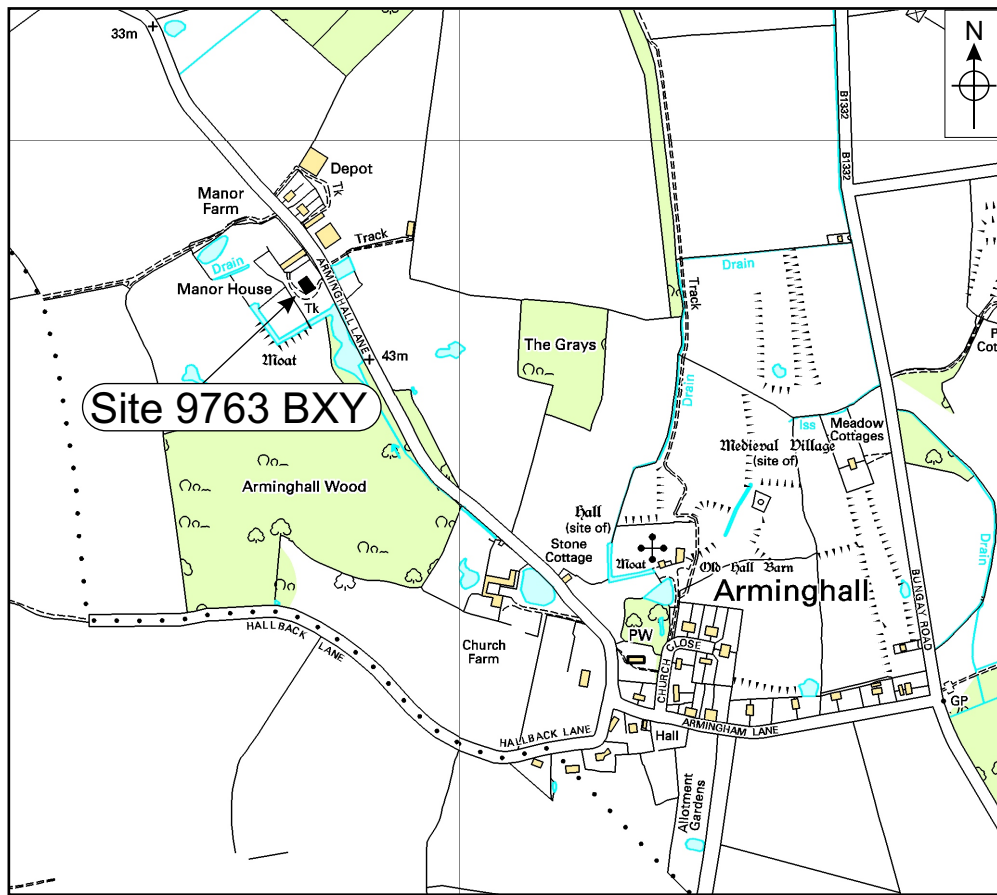 33m
N
B1332
B1332
Depot
Tk
Manor
Farm
Track
ARMINGHALL LANE
Drain
Manor House
Tk
Moat
43m
Site 9763 BXY
The Grays
Track
Drain
Drain
P
Cot
Iss
Meadow
Cottages
Medieval Village
(site of)
Arminghall Wood
Hall
(site of)
Stone
Cottage
Moat
Old Hall Barn
Arminghall
Drain
BUNGAY ROAD
HALLBACK
LANE
Church
Farm
PW
CHURCH CLOSE
GP
HALLBACK LANE
Hall
ARMINGHAM LANE
Allotment
Gardens